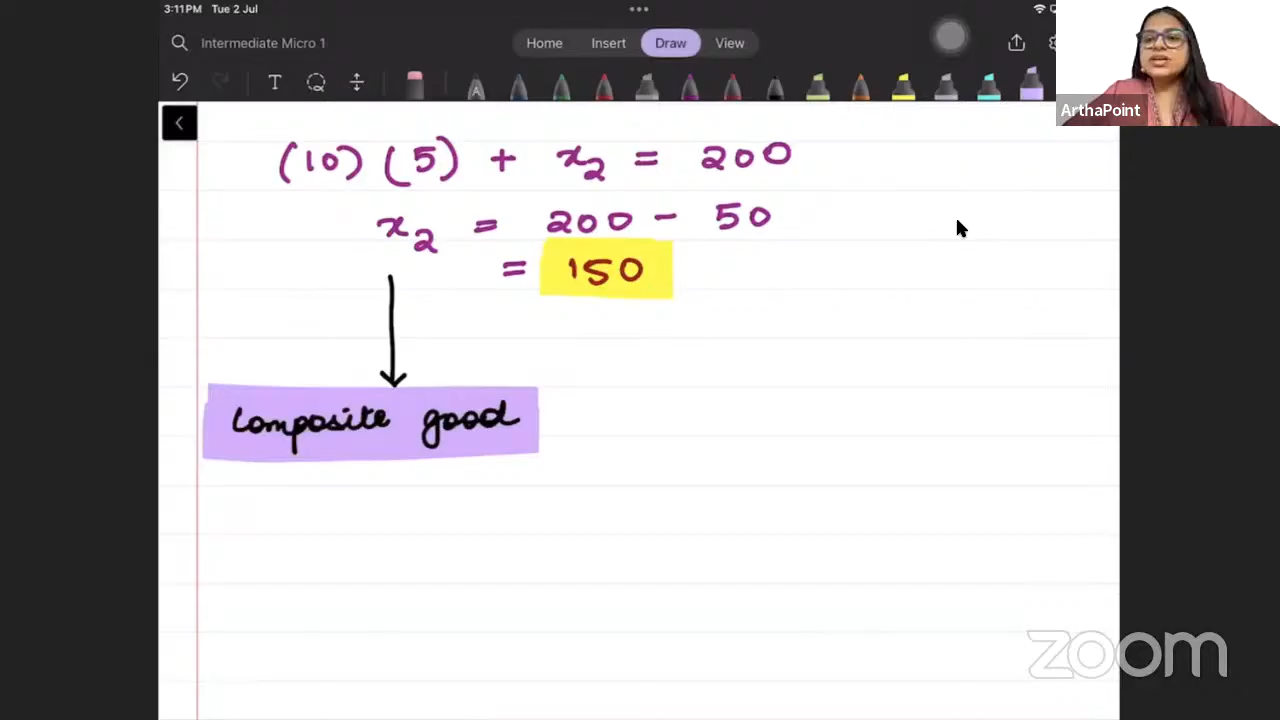 3:11PM Tue 2 Jul
Intermediate Micro 1
Home Insert Draw View
T
A
ArthaPoint
(10) (5) + x₂ = 200
x₂ = 200 - 50
= 150
Composite good
zoom